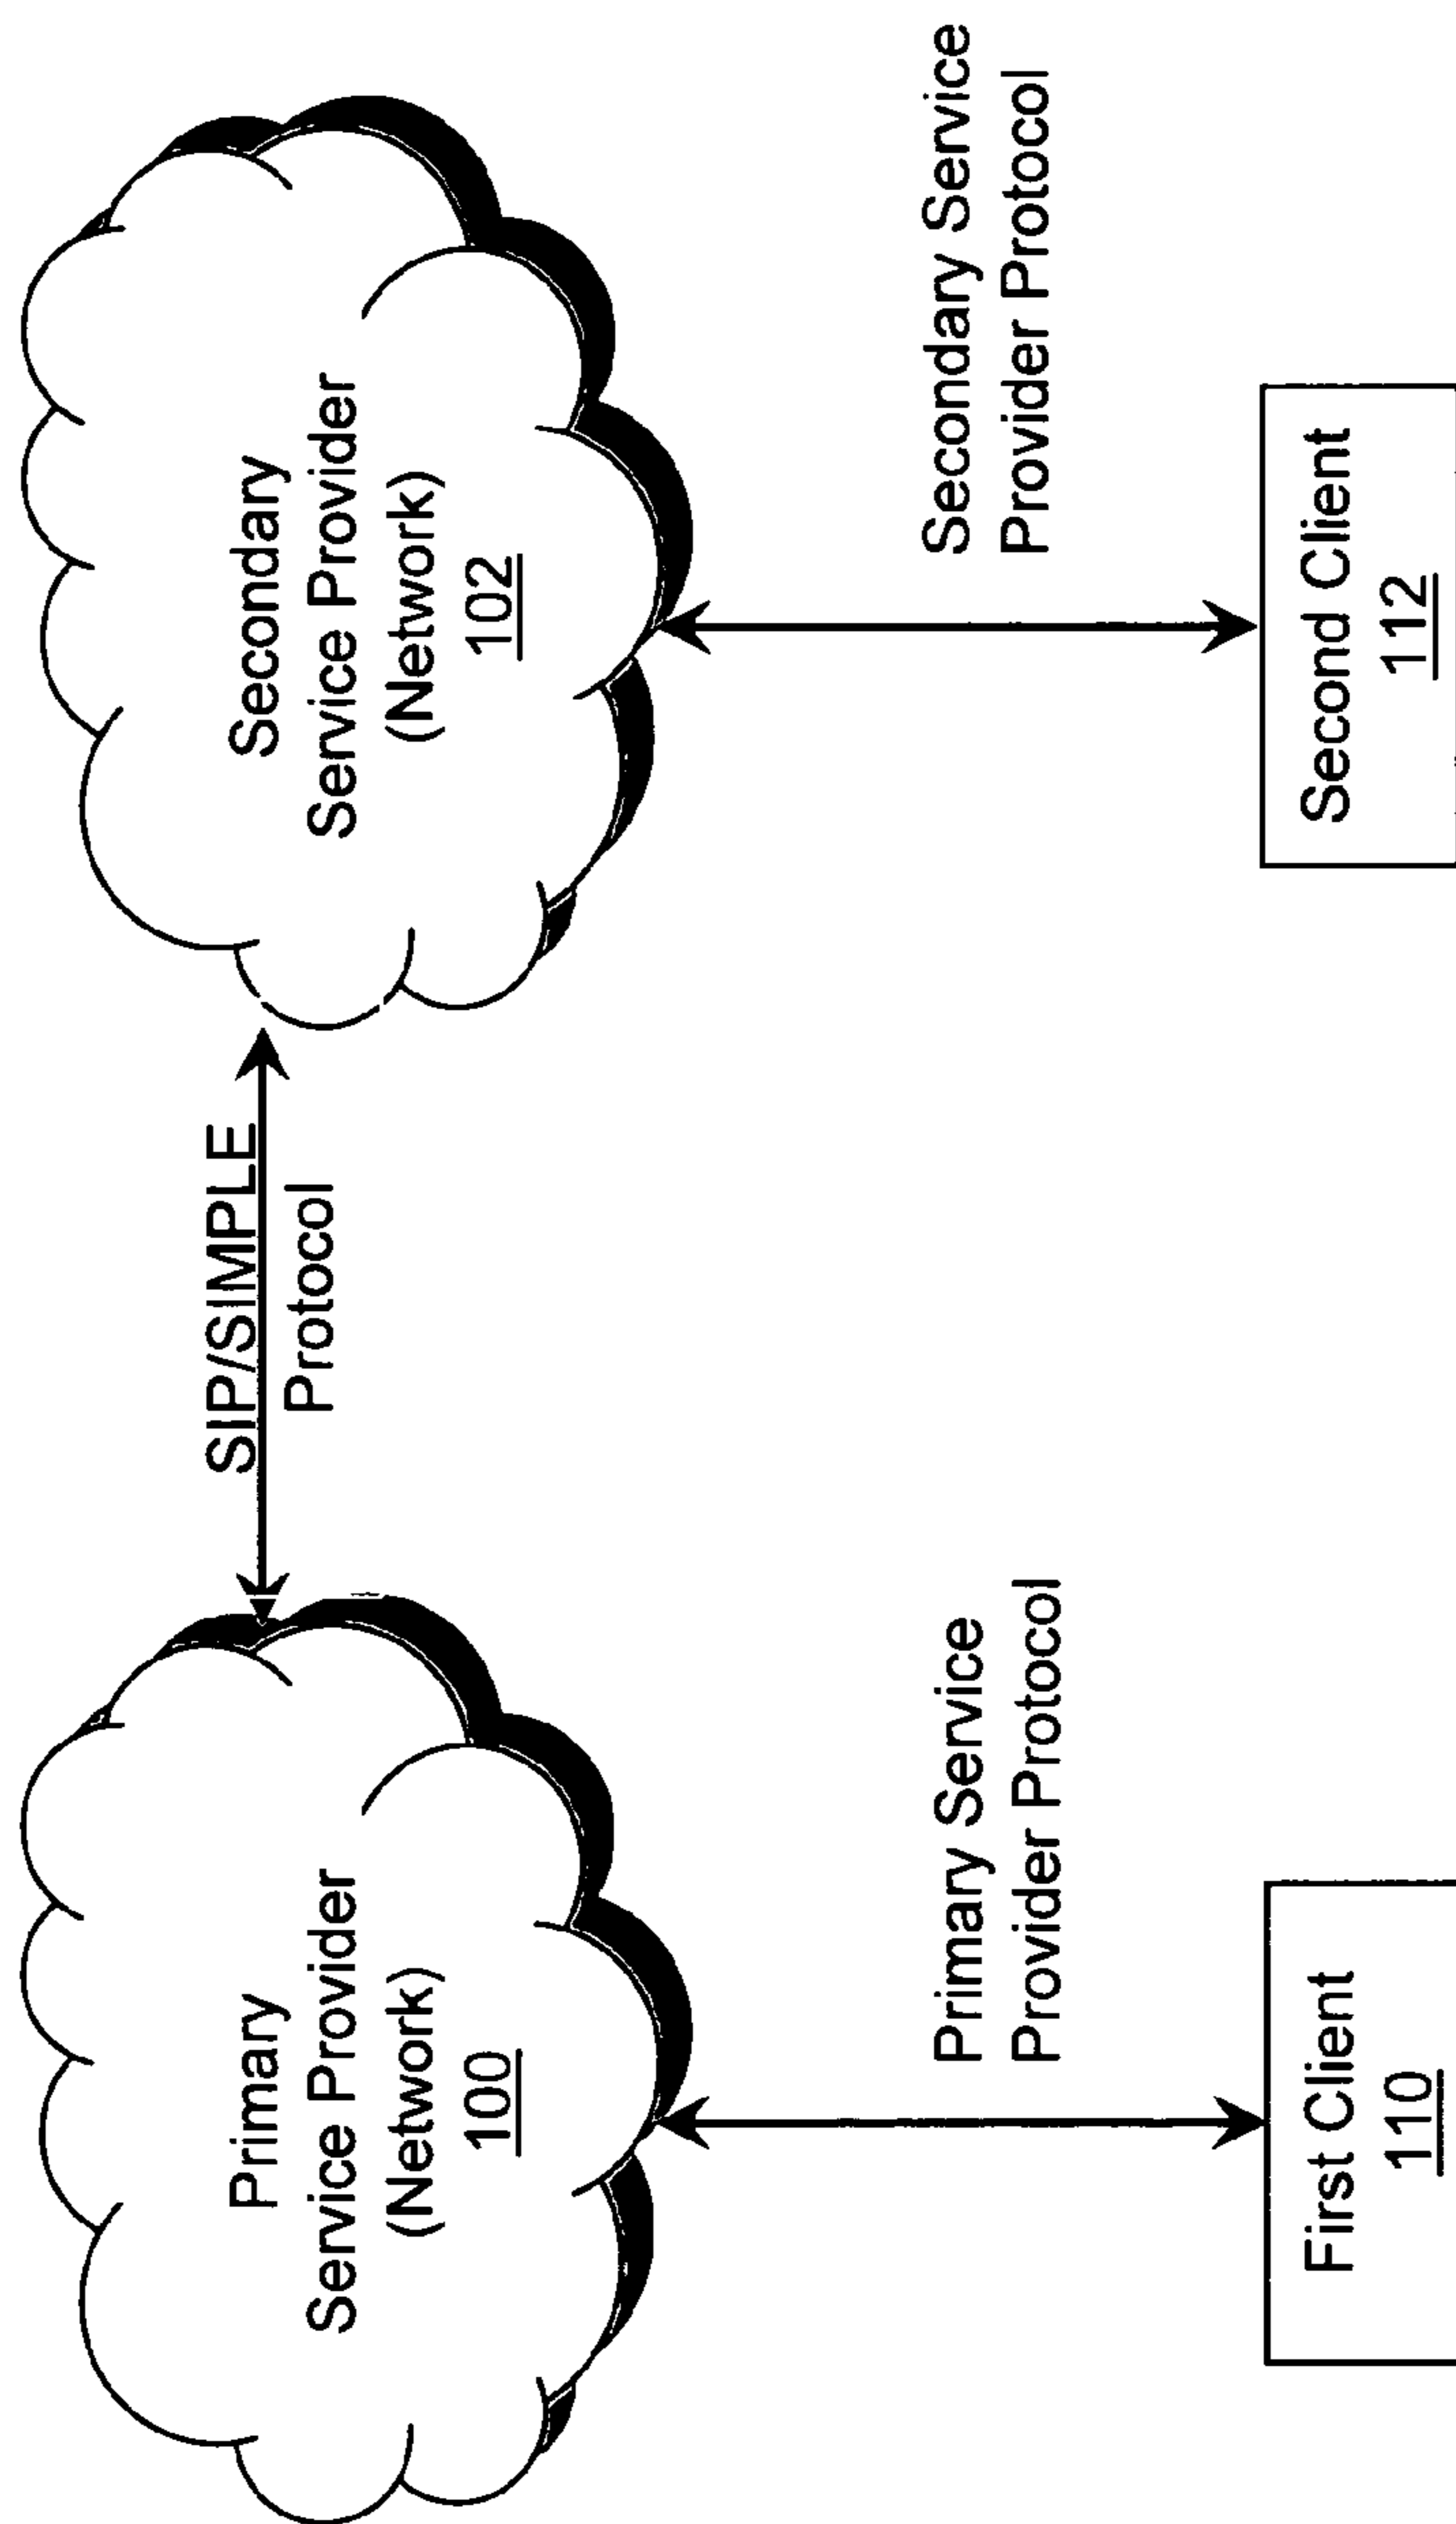 Primary
Service Provider
(Network)
100
SIP/SIMPLE
Protocol
Secondary
Service Provider
(Network)
102
Primary Service
Provider Protocol
Secondary Service
Provider Protocol
First Client
110
Second Client
112